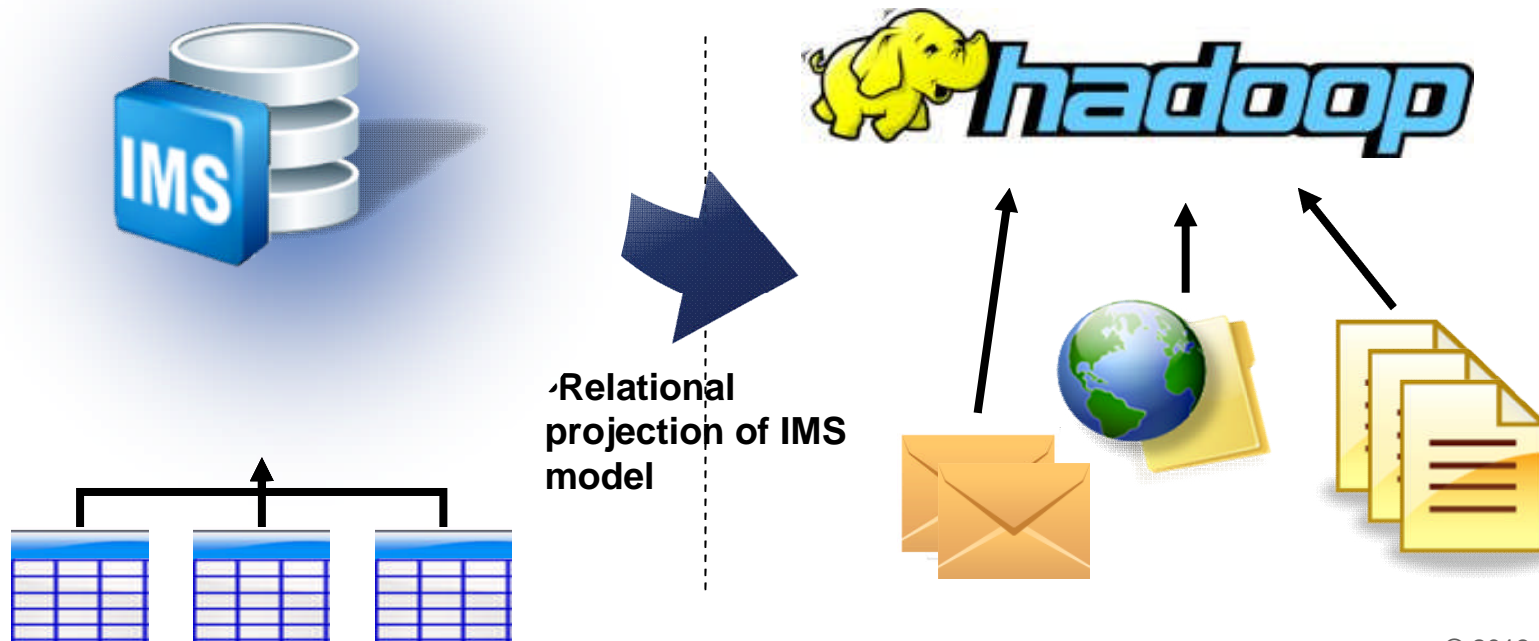 IMS
hadoop
Relational
projection of IMS
model